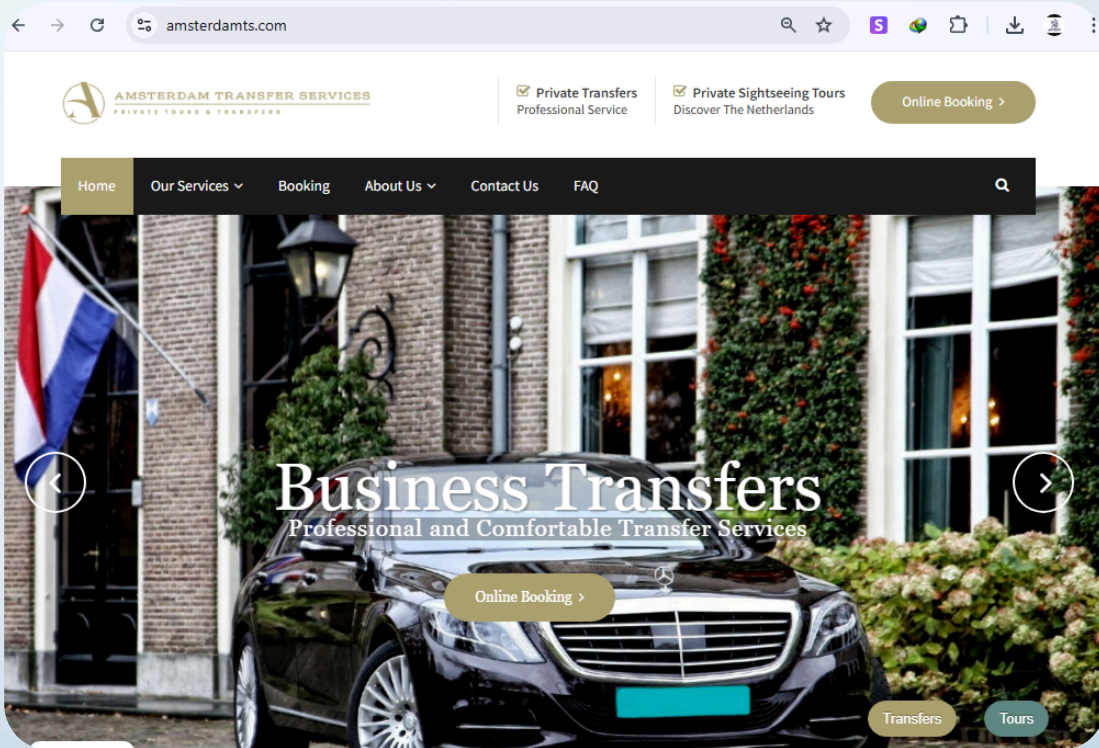 amsterdamts.com
AMSTERDAM TRANSFER SERVICES
PRIVATE TOURS & TRANSFERS
Private Transfers
Professional Service
Private Sightseeing Tours
Discover The Netherlands
Online Booking
Home
Our Services
Booking
About Us
Contact Us
FAQ
Business Transfers
Professional and Comfortable Transfer Services
Online Booking
Transfers
Tours